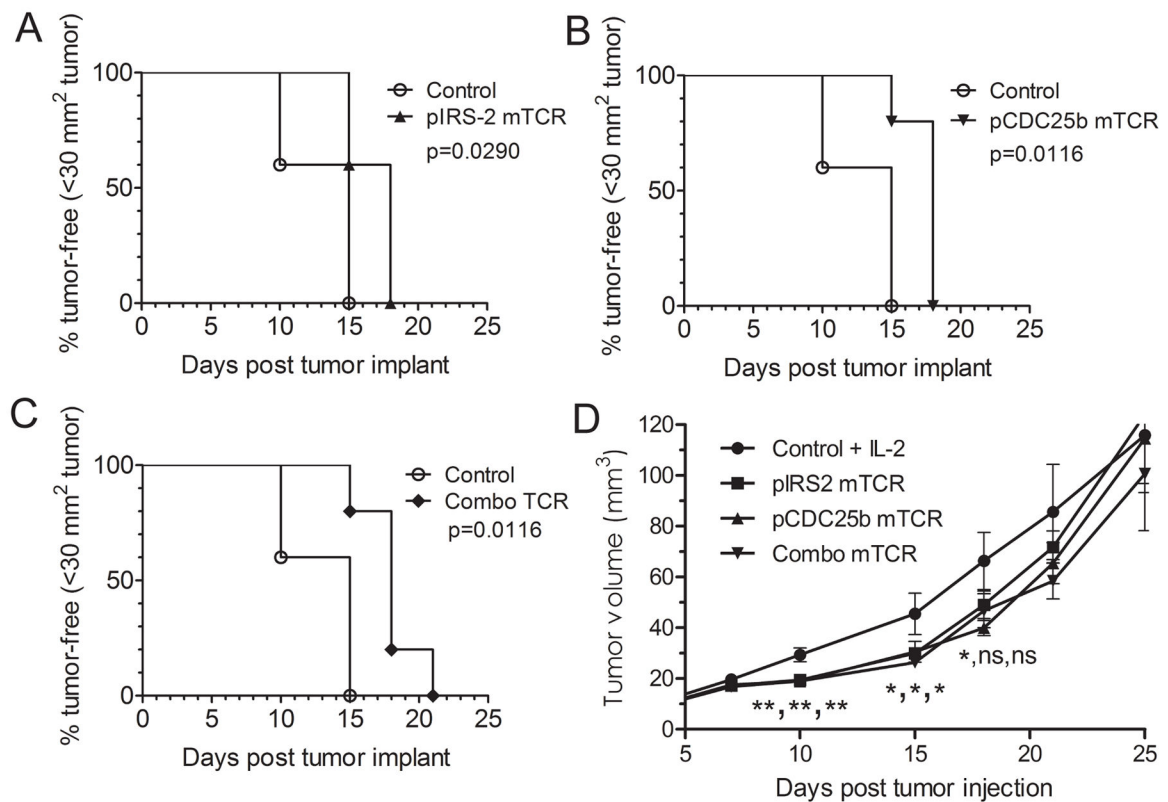 A
% tumor-free (<30 mm² tumor)
100
50
0
0 5 10 15 20 25
Days post tumor implant
Control
pIRS-2 mTCR
p=0.0290
B
% tumor-free (<30 mm² tumor)
100
50
0
0 5 10 15 20 25
Days post tumor implant
Control
pCDC25b mTCR
p=0.0116
C
% tumor-free (<30 mm² tumor)
100
50
0
0 5 10 15 20 25
Days post tumor implant
Control
Combo TCR
p=0.0116
D
Tumor volume (mm³)
120
100
80
60
40
20
0
5 10 15 20 25
Days post tumor injection
Control + IL-2
pIRS2 mTCR
pCDC25b mTCR
Combo mTCR
**,**,**
*,*,*
*,ns,ns